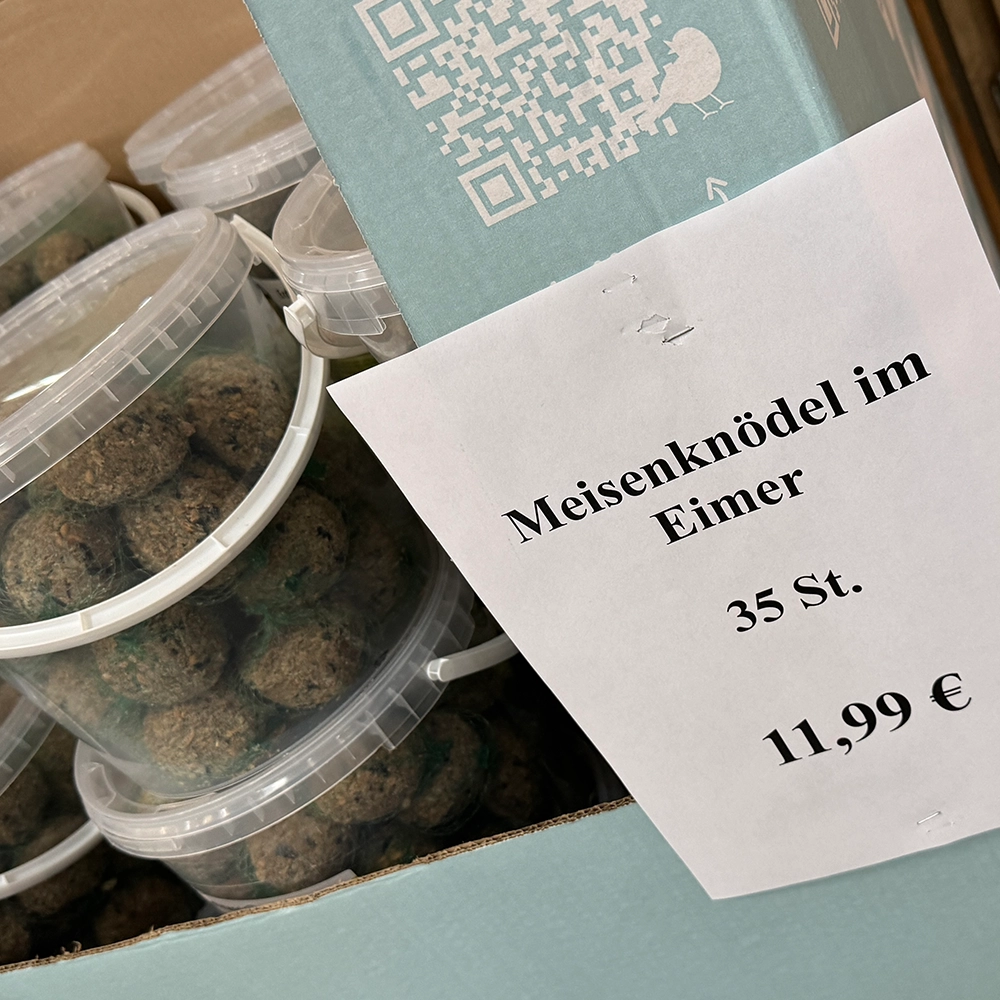 Meisenknödel im
Eimer
35 St.
11,99 €